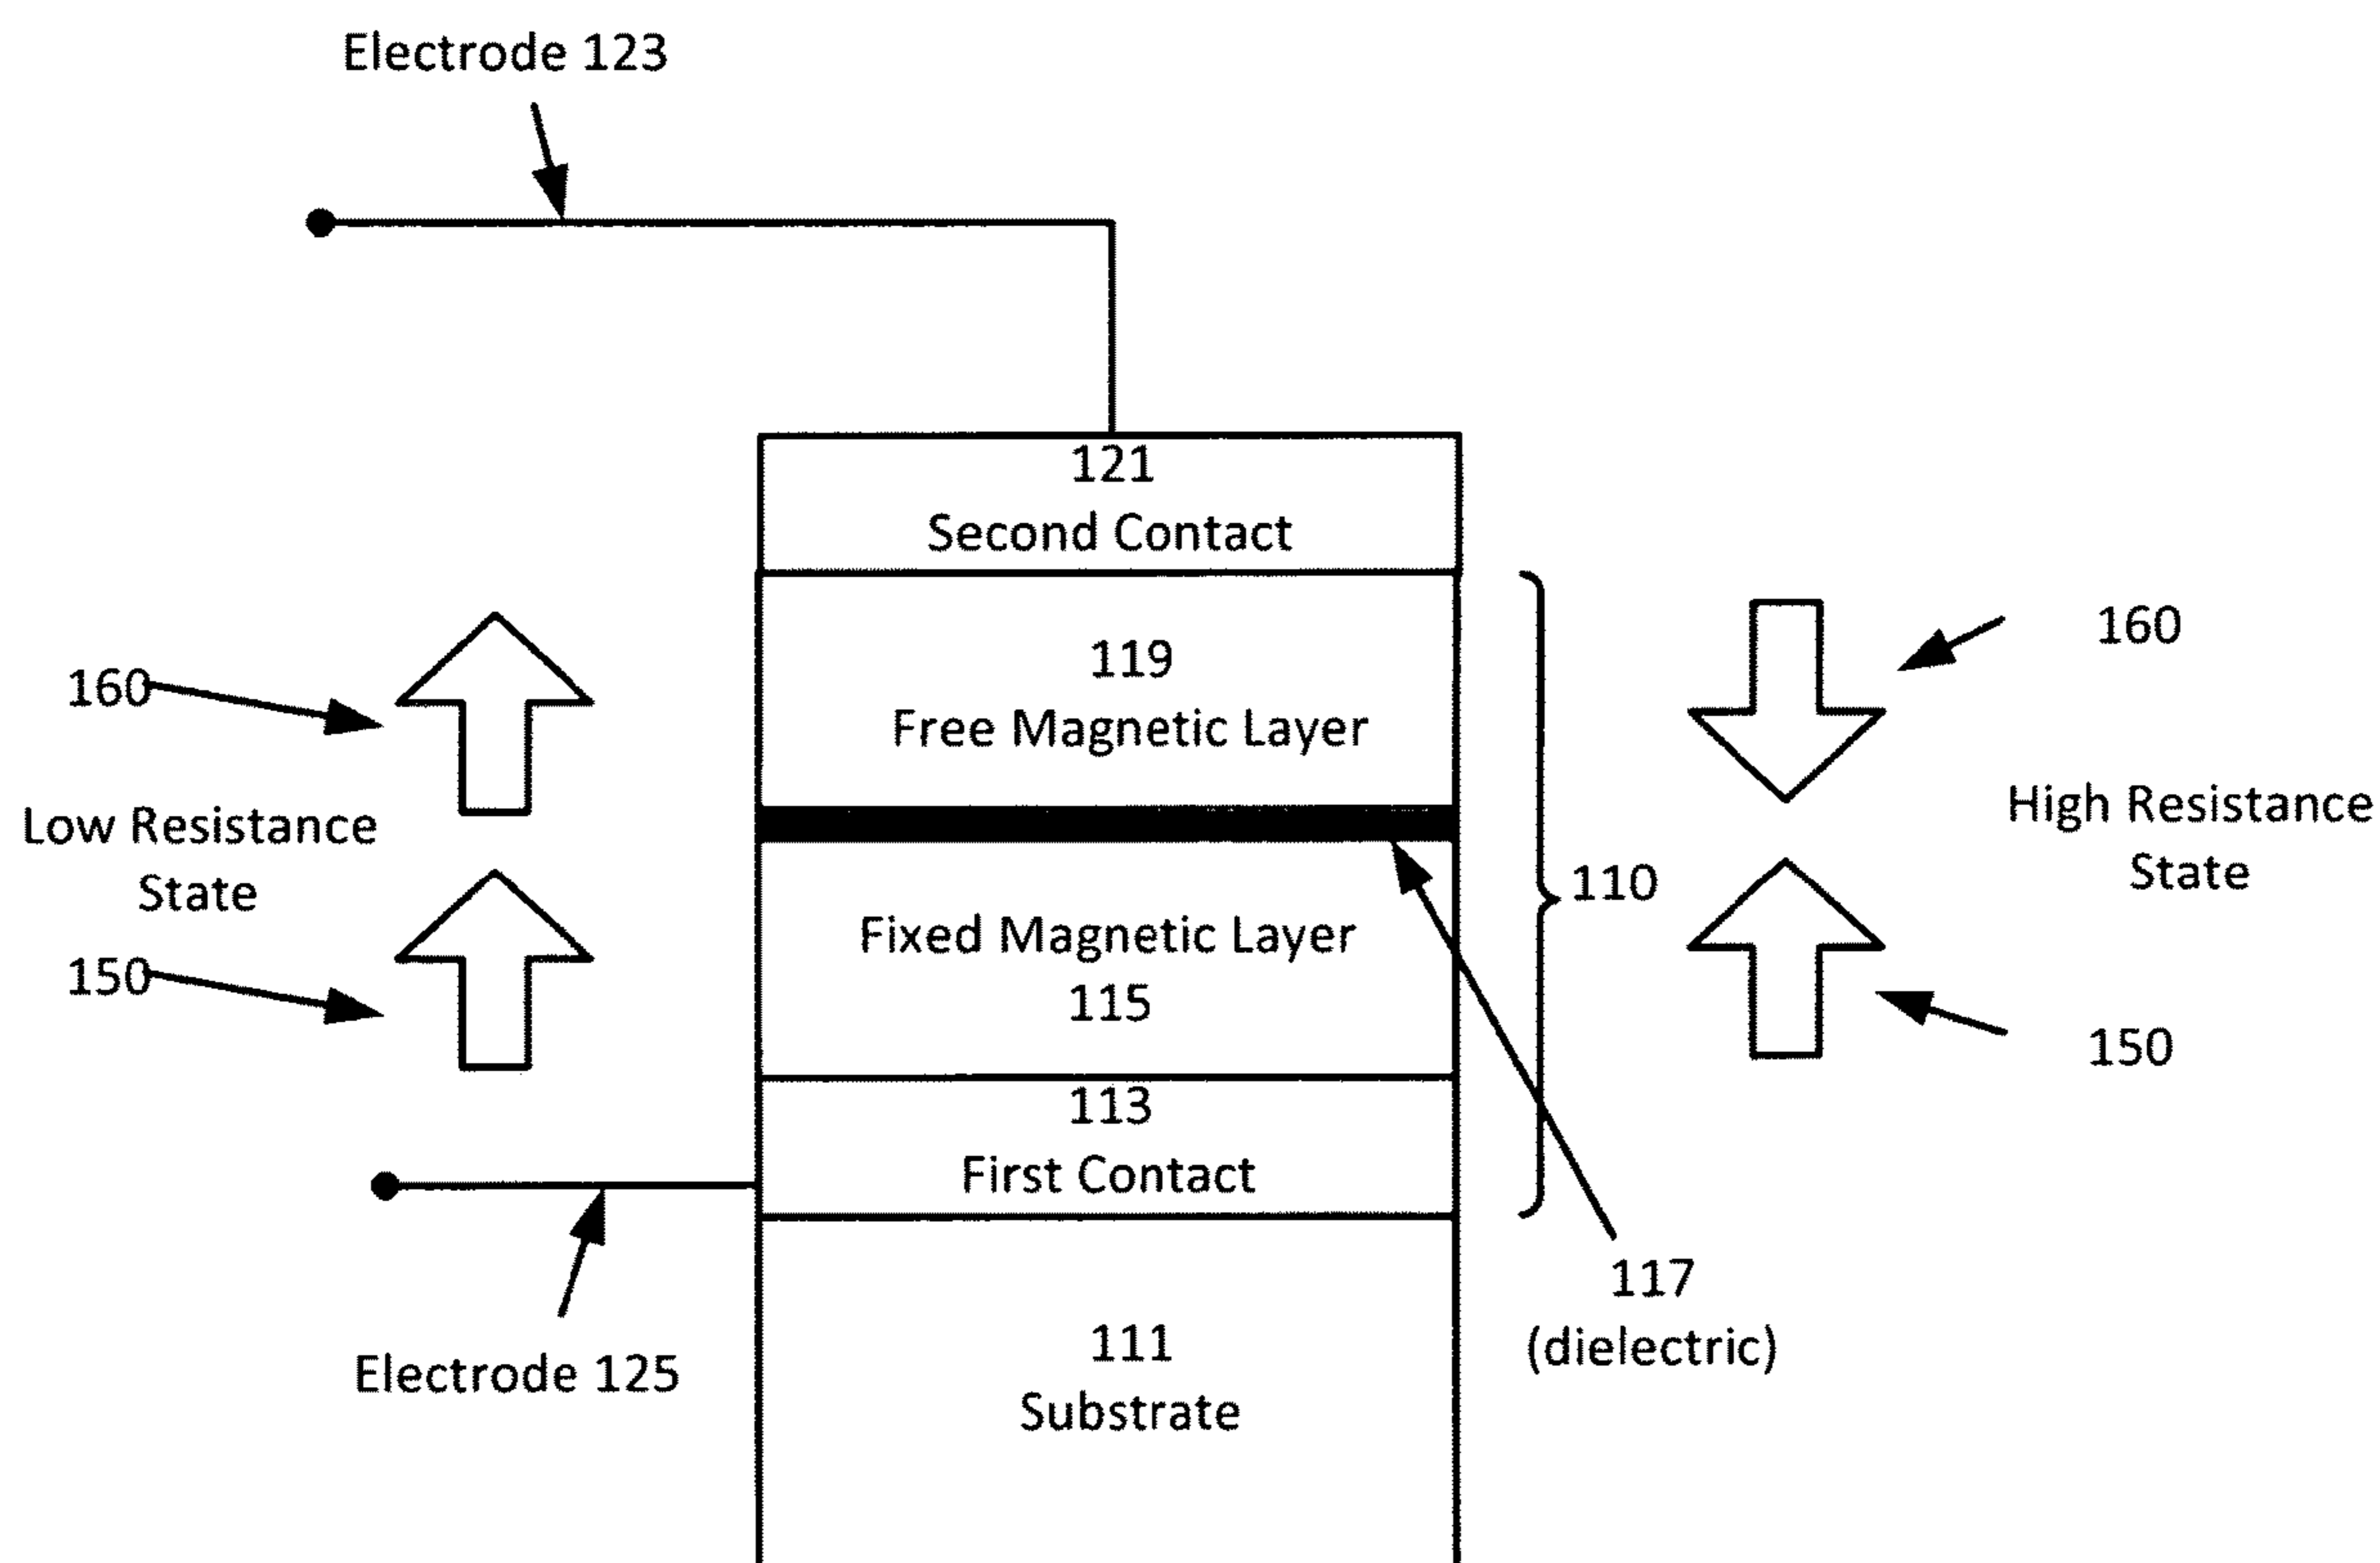 Electrode 123
121
Second Contact
119
Free Magnetic Layer
160
160
Low Resistance
State
High Resistance
State
110
Fixed Magnetic Layer
115
150
150
113
First Contact
117
(dielectric)
Electrode 125
111
Substrate